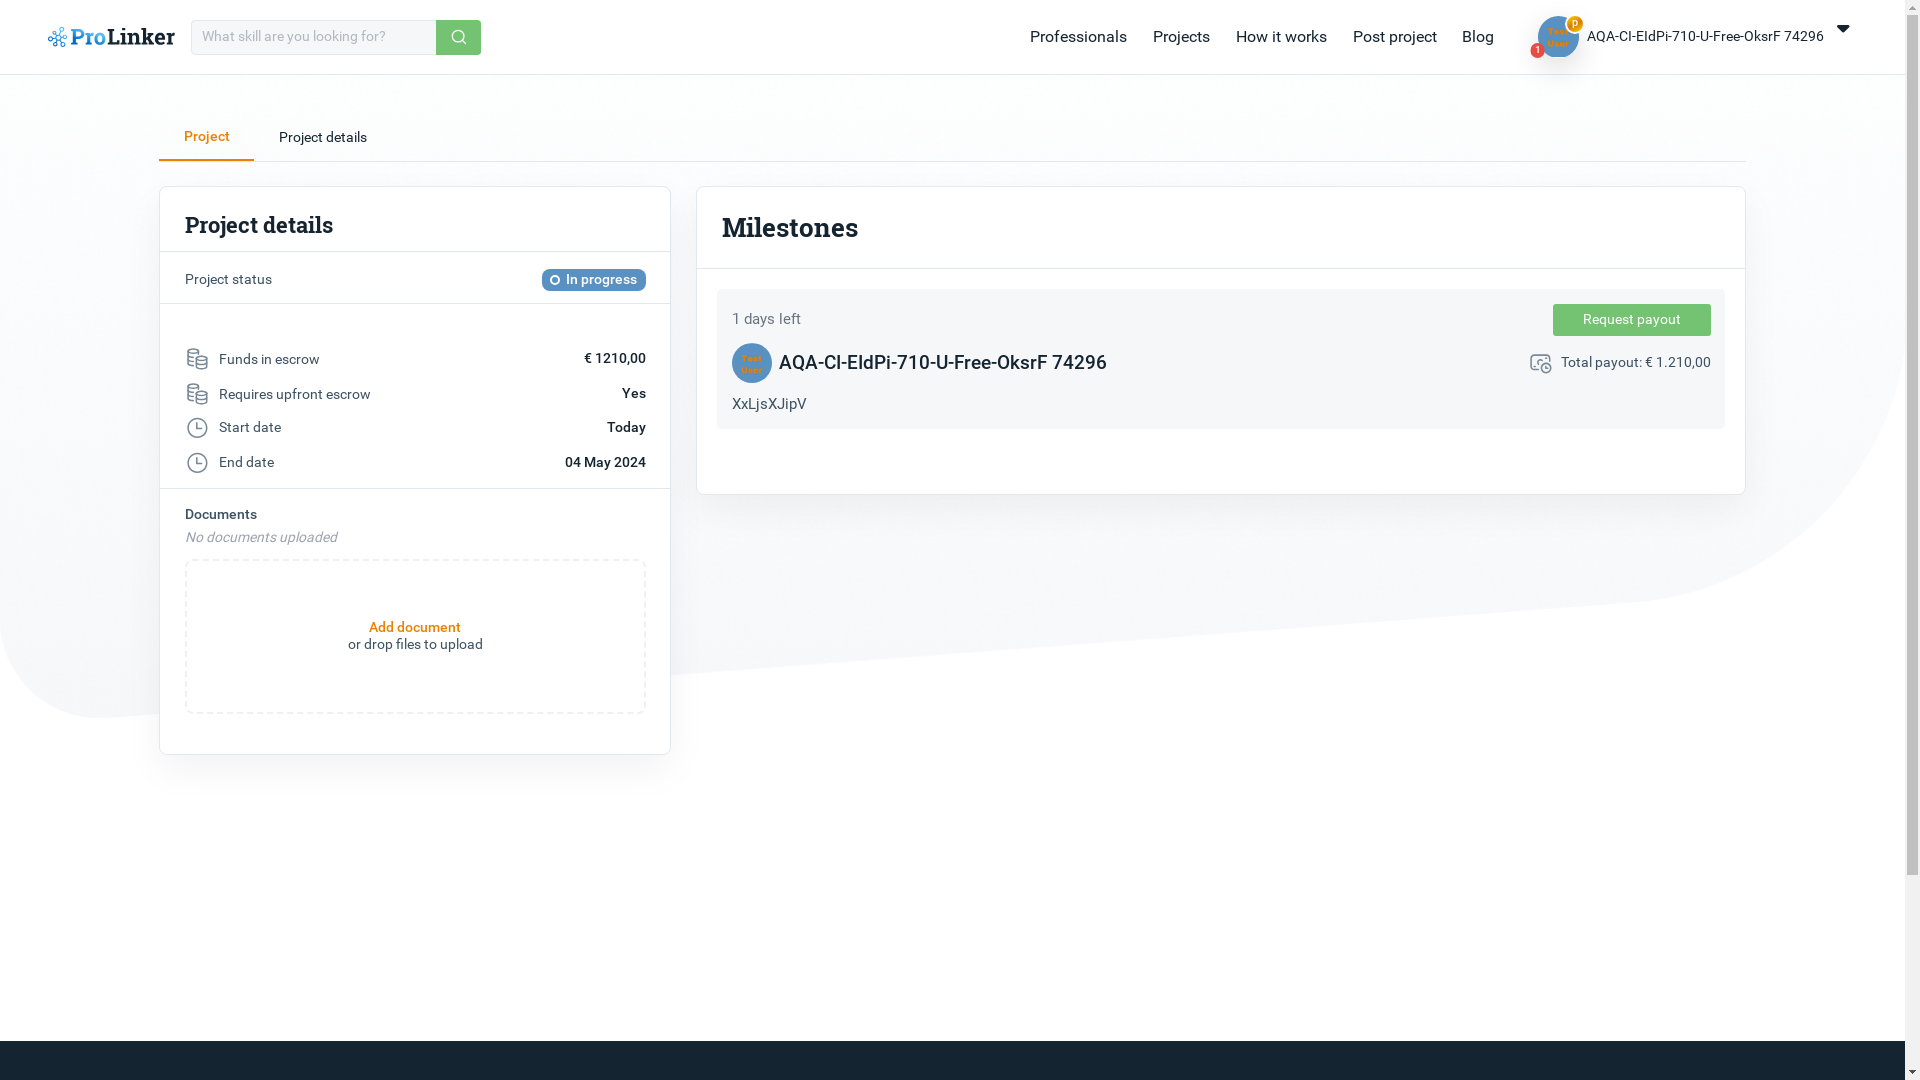 ProLinker
What skill are you looking for?
Professionals
Projects
How it works
Post project
Blog
Test
User
p
1
AQA-CI-EIdPi-710-U-Free-OksrF 74296
Project
Project details
Project details
Project status
In progress
Funds in escrow
€ 1210,00
Requires upfront escrow
Yes
Start date
Today
End date
04 May 2024
Documents
No documents uploaded
Add document
or drop files to upload
Milestones
1 days left
Request payout
Test
User
AQA-CI-EIdPi-710-U-Free-OksrF 74296
Total payout: € 1.210,00
XxLjsXJipV